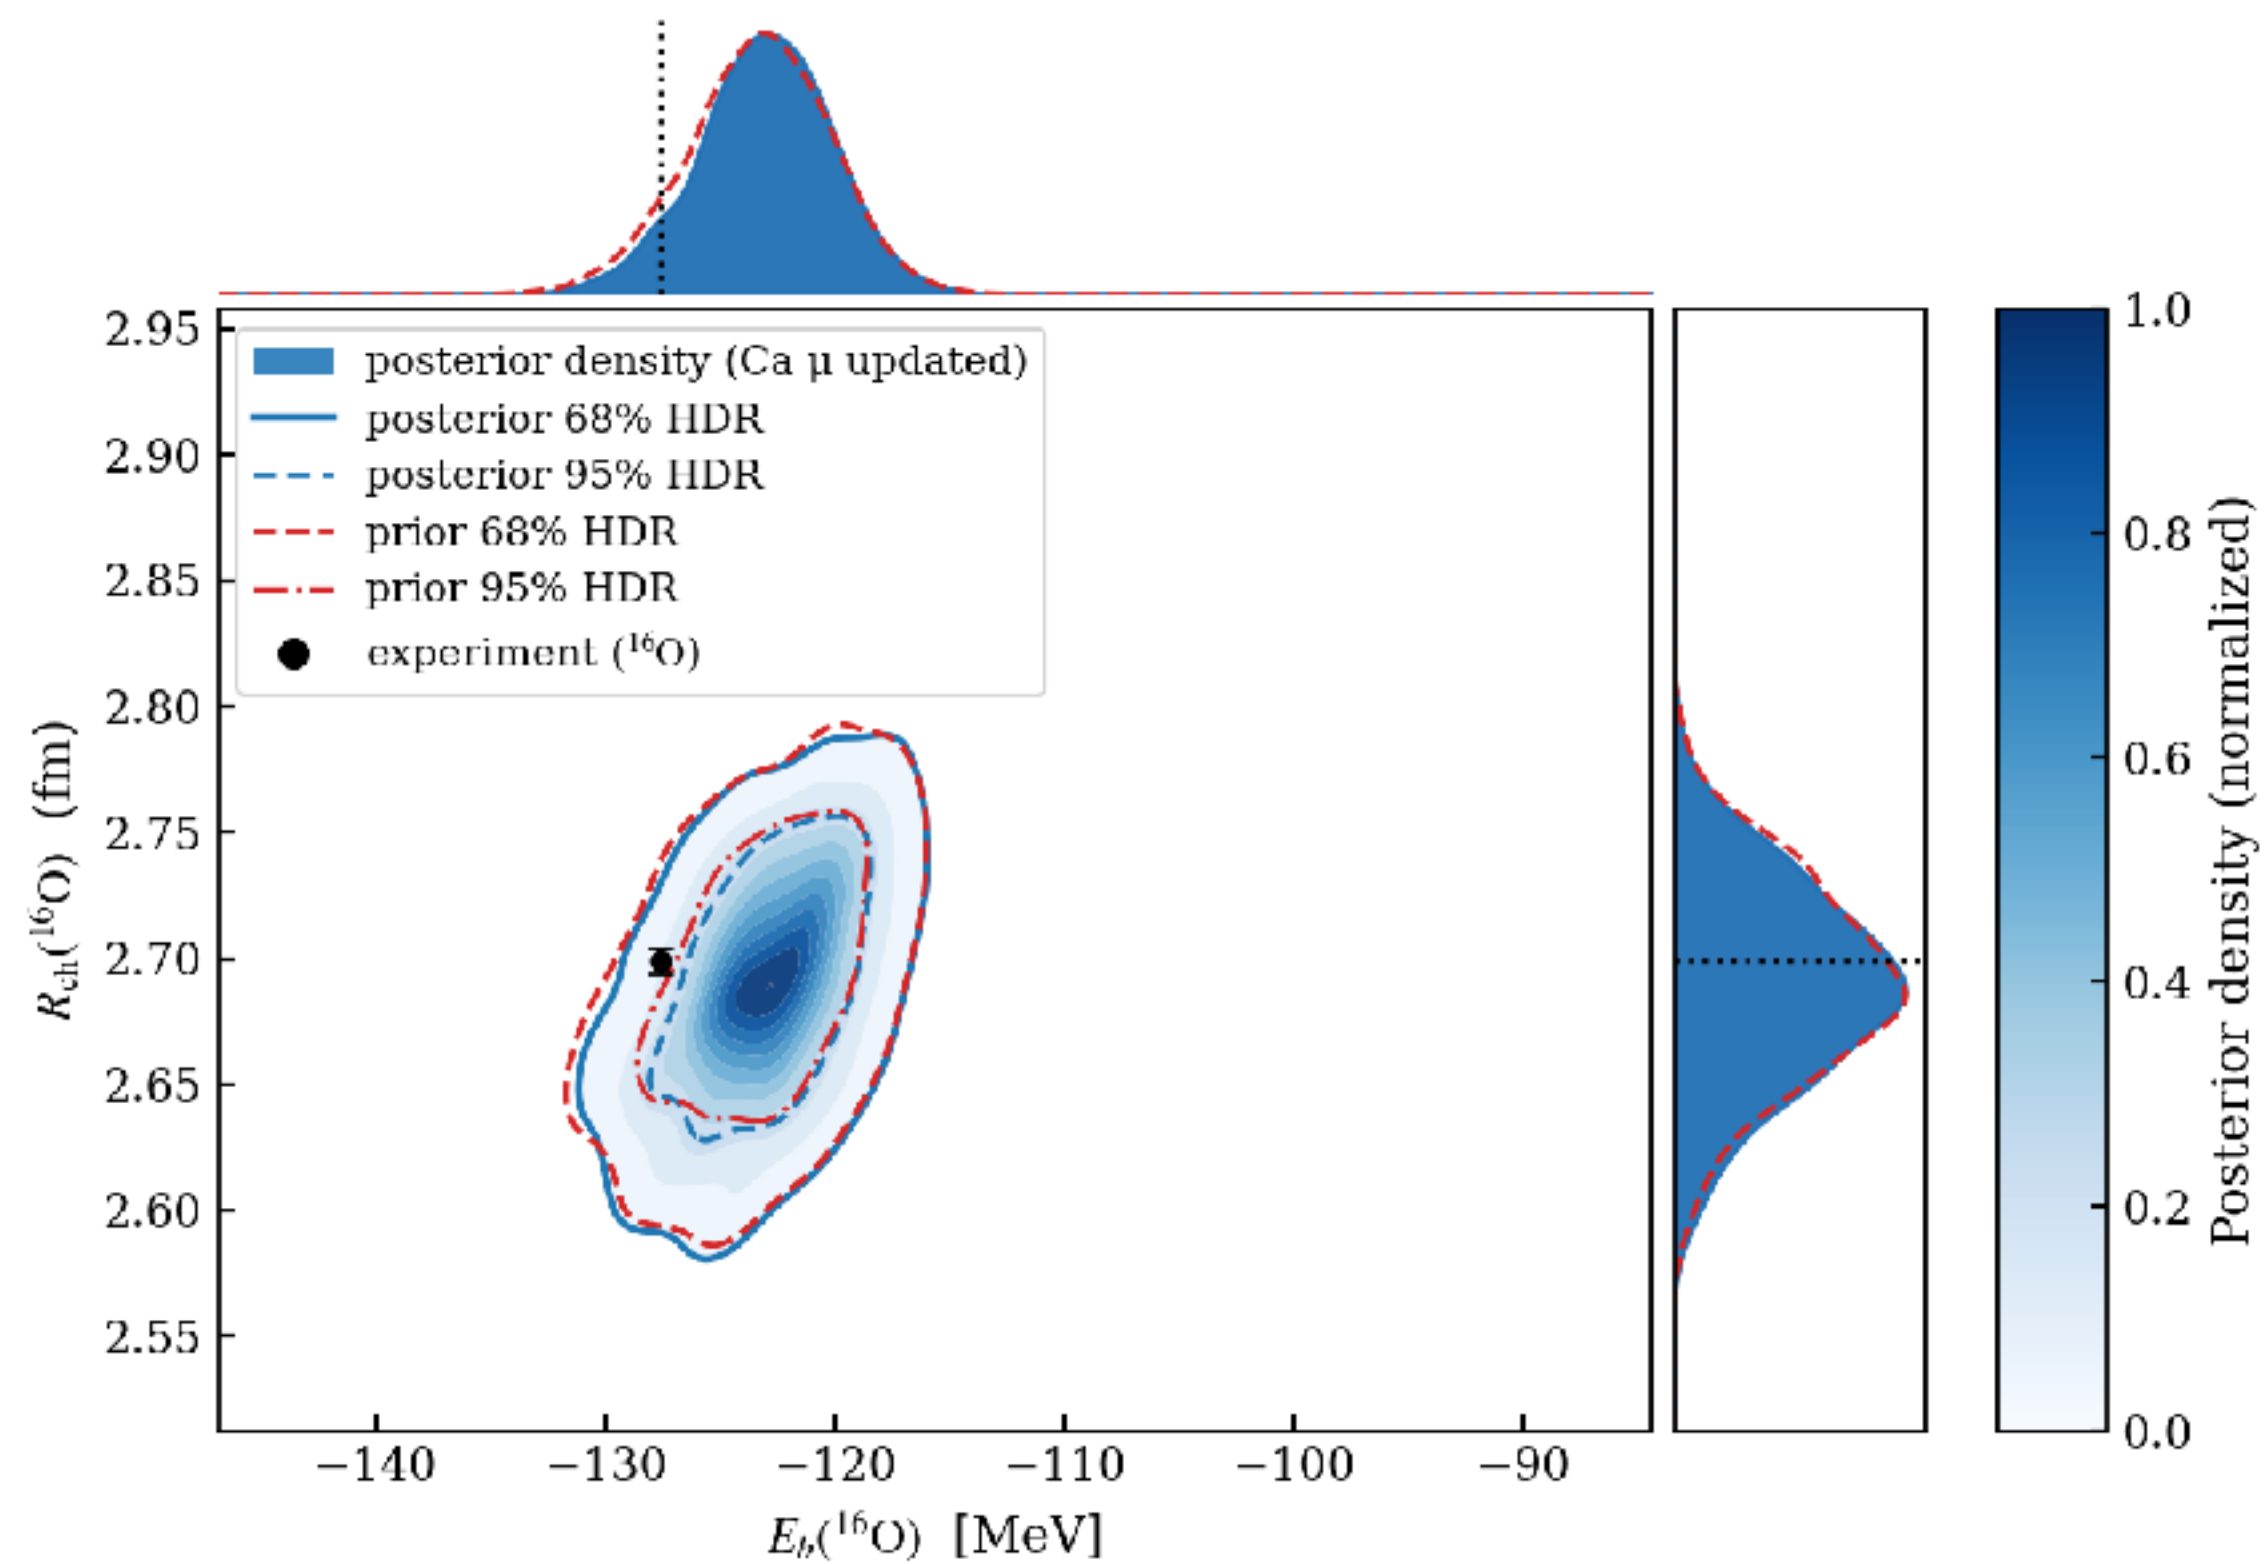 2.95
2.90
2.85
2.80
2.75
2.70
2.65
2.60
2.55
R_ch(¹⁶O) (fm)
posterior density (Ca μ updated)
posterior 68% HDR
posterior 95% HDR
prior 68% HDR
prior 95% HDR
experiment (¹⁶O)
−140
−130
−120
−110
−100
−90
E_b(¹⁶O) [MeV]
1.0
0.8
0.6
0.4
0.2
0.0
Posterior density (normalized)